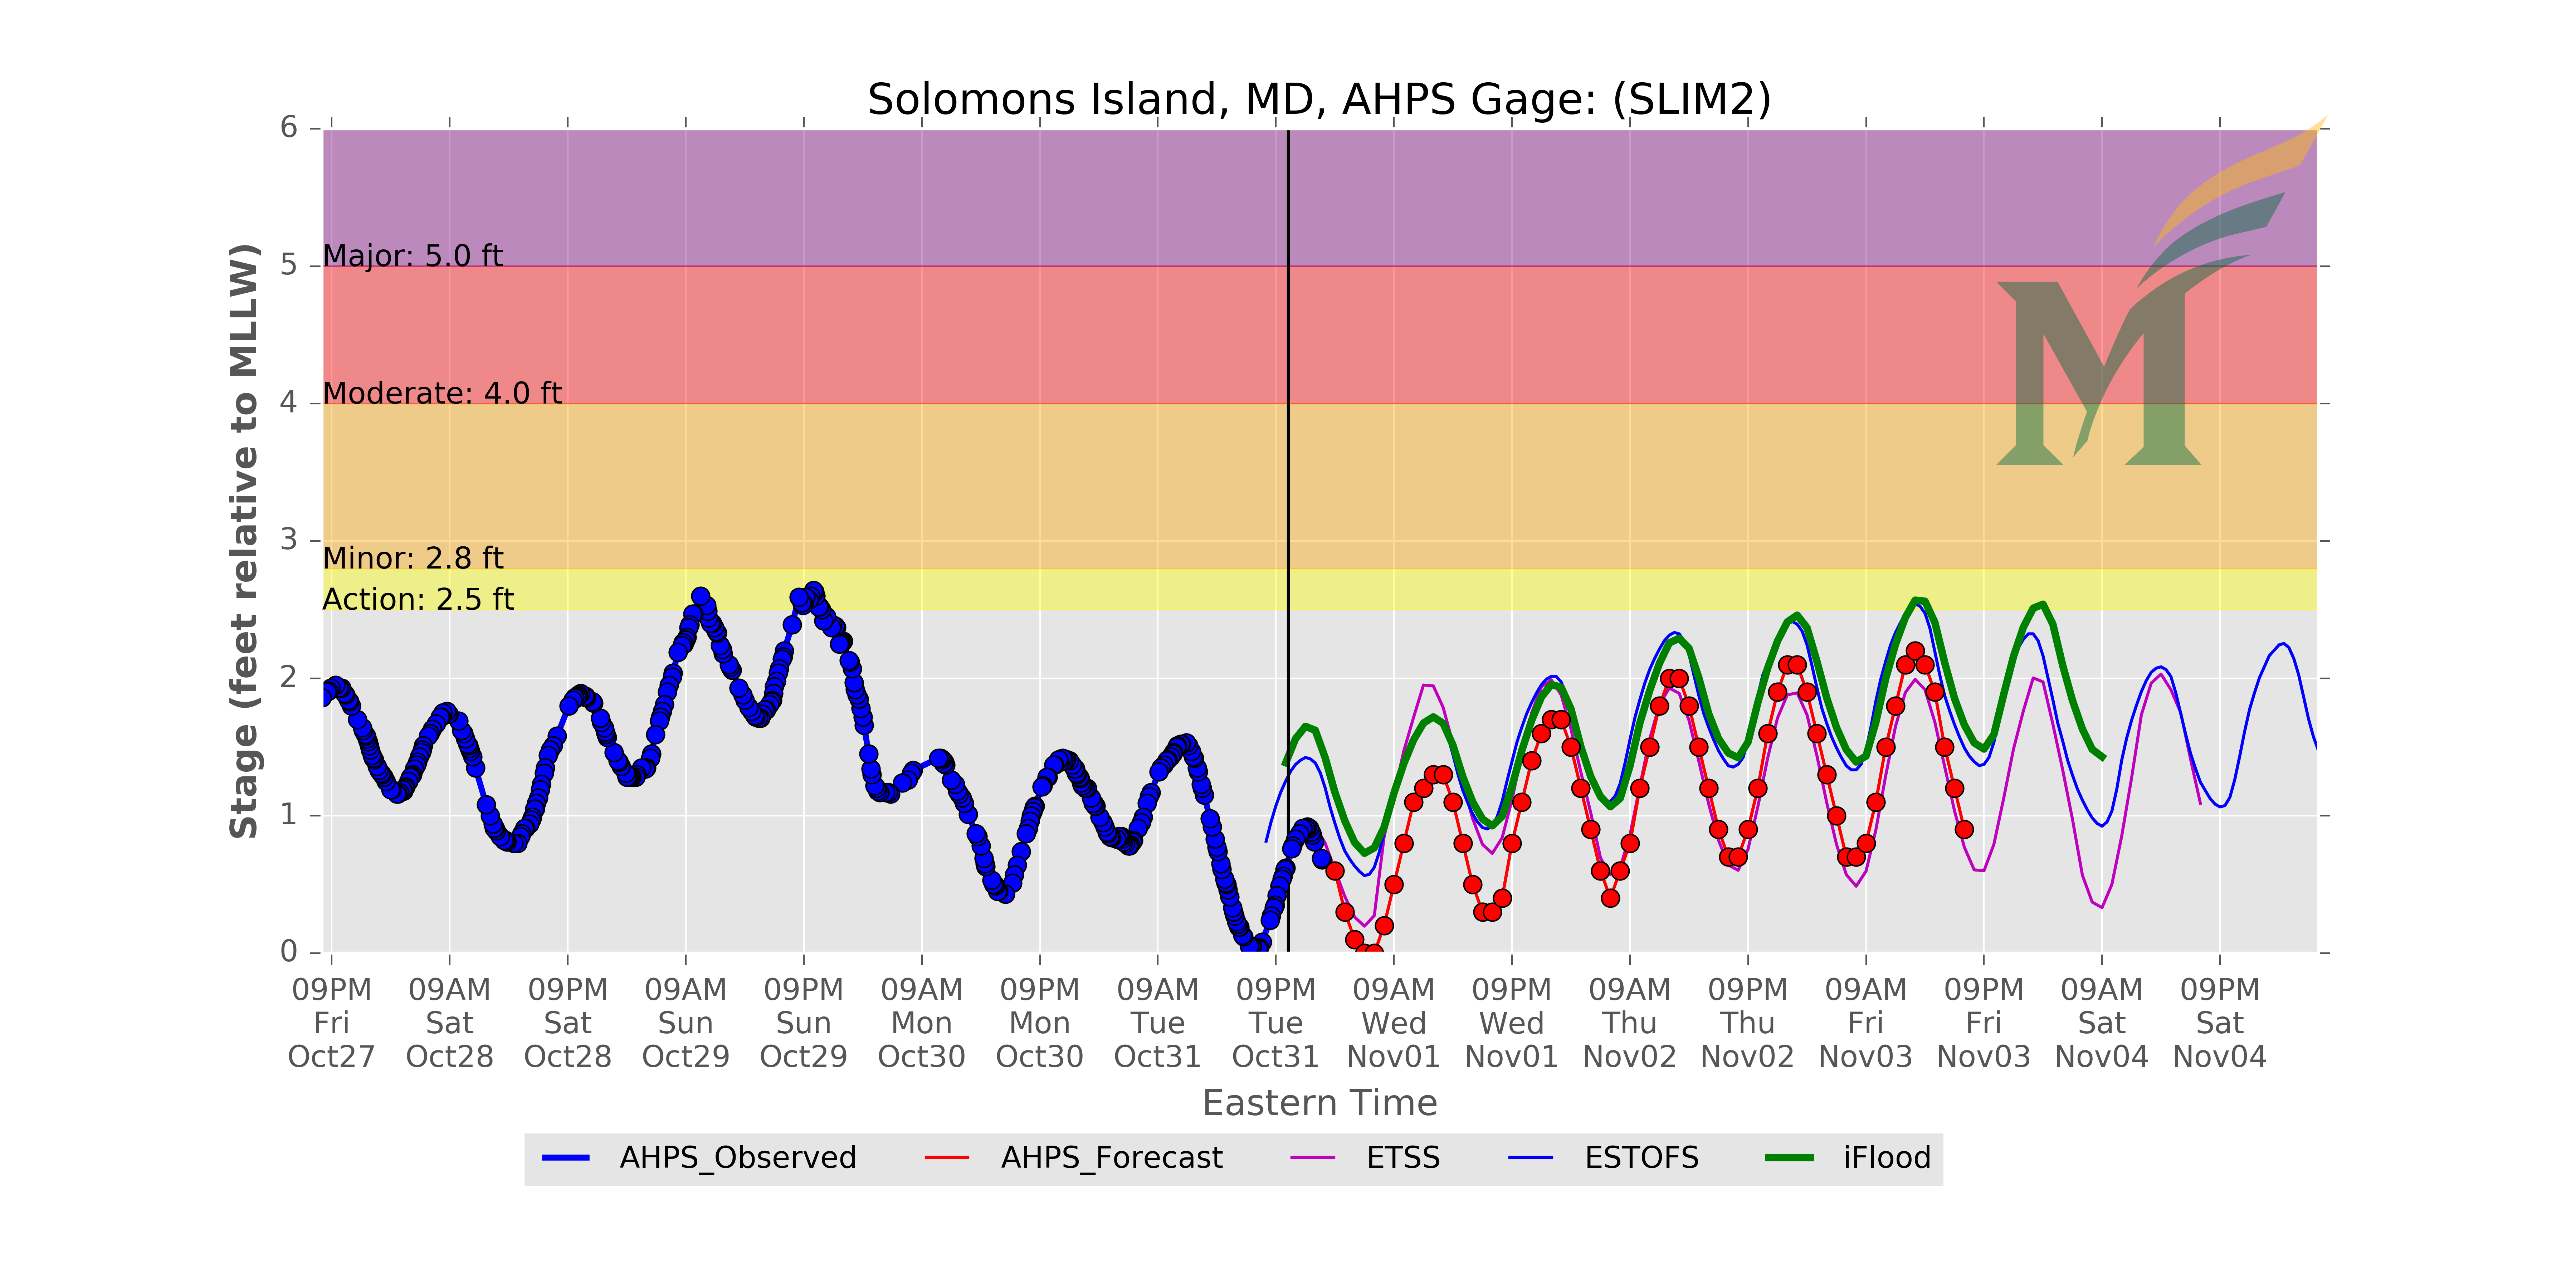 Solomons Island, MD, AHPS Gage: (SLIM2)
Stage (feet relative to MLLW)
6
5
4
3
2
1
0
Major: 5.0 ft
Moderate: 4.0 ft
Minor: 2.8 ft
Action: 2.5 ft
M
09PM 09AM 09PM 09AM 09PM 09AM 09PM 09AM 09PM 09AM 09PM 09AM 09PM 09AM 09PM 09AM 09PM
Fri Sat Sat Sun Sun Mon Mon Tue Tue Wed Wed Thu Thu Fri Fri Sat Sat
Oct27 Oct28 Oct28 Oct29 Oct29 Oct30 Oct30 Oct31 Oct31 Nov01 Nov01 Nov02 Nov02 Nov03 Nov03 Nov04 Nov04
Eastern Time
AHPS_Observed AHPS_Forecast ETSS ESTOFS iFlood